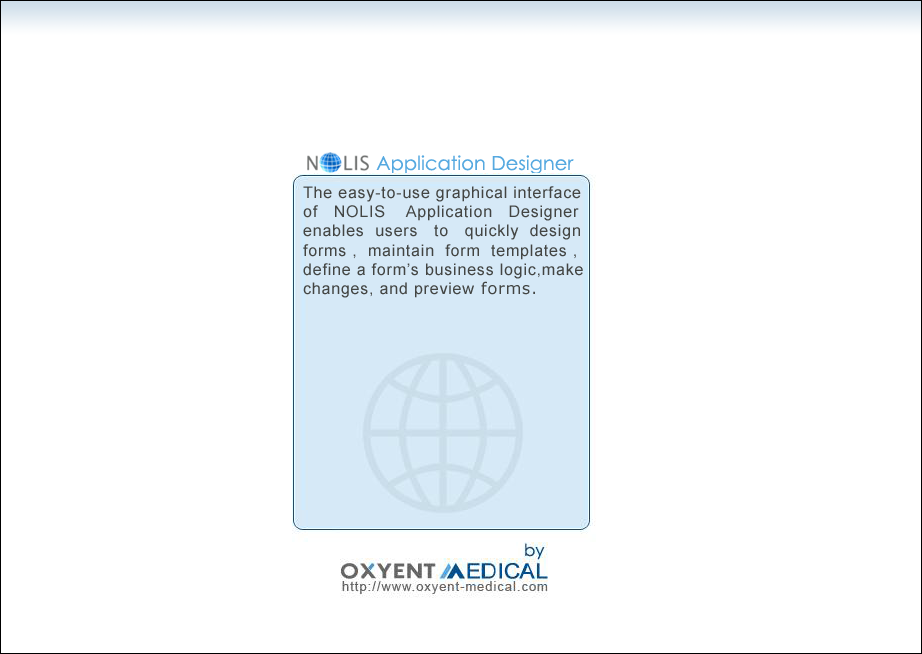 NOLIS Application Designer
The easy-to-use graphical interface
of NOLIS Application Designer
enables users to quickly design
forms , maintain form templates ,
define a form's business logic,make
changes, and preview forms.
by
OXYENT MEDICAL
http://www.oxyent-medical.com